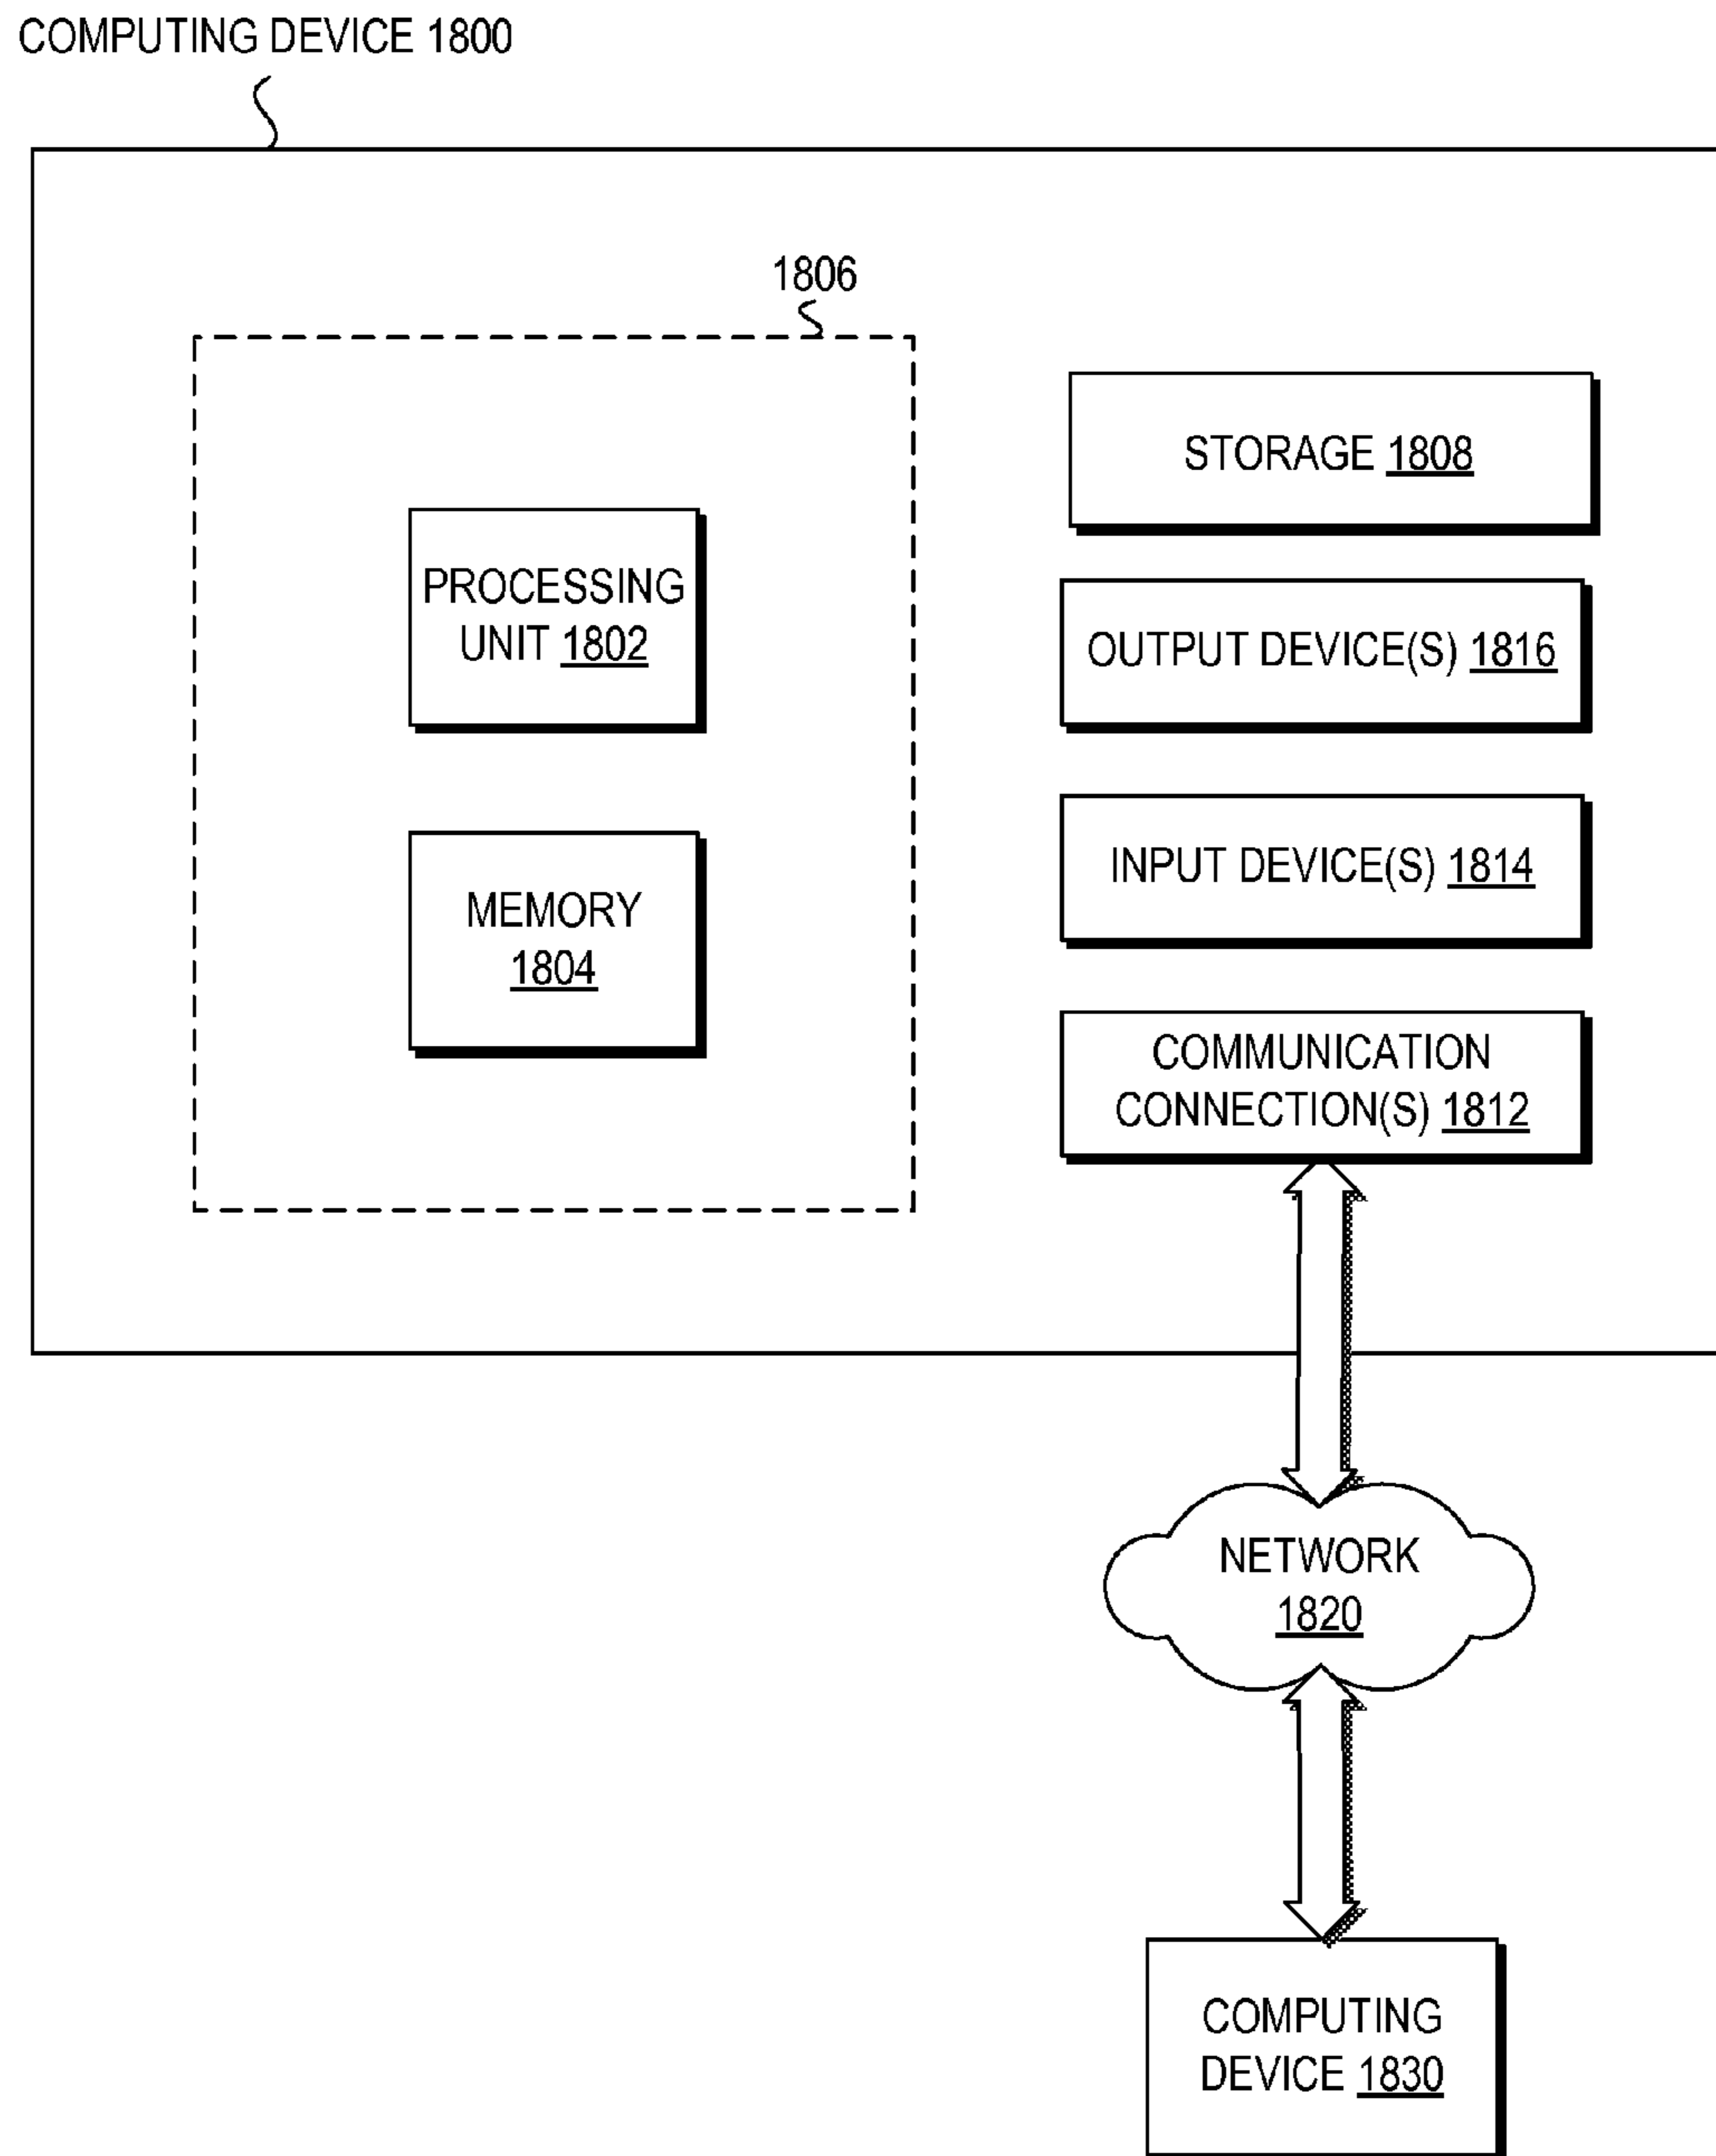 COMPUTING DEVICE 1800
1806
PROCESSING
UNIT 1802
MEMORY
1804
STORAGE 1808
OUTPUT DEVICE(S) 1816
INPUT DEVICE(S) 1814
COMMUNICATION
CONNECTION(S) 1812
NETWORK
1820
COMPUTING
DEVICE 1830